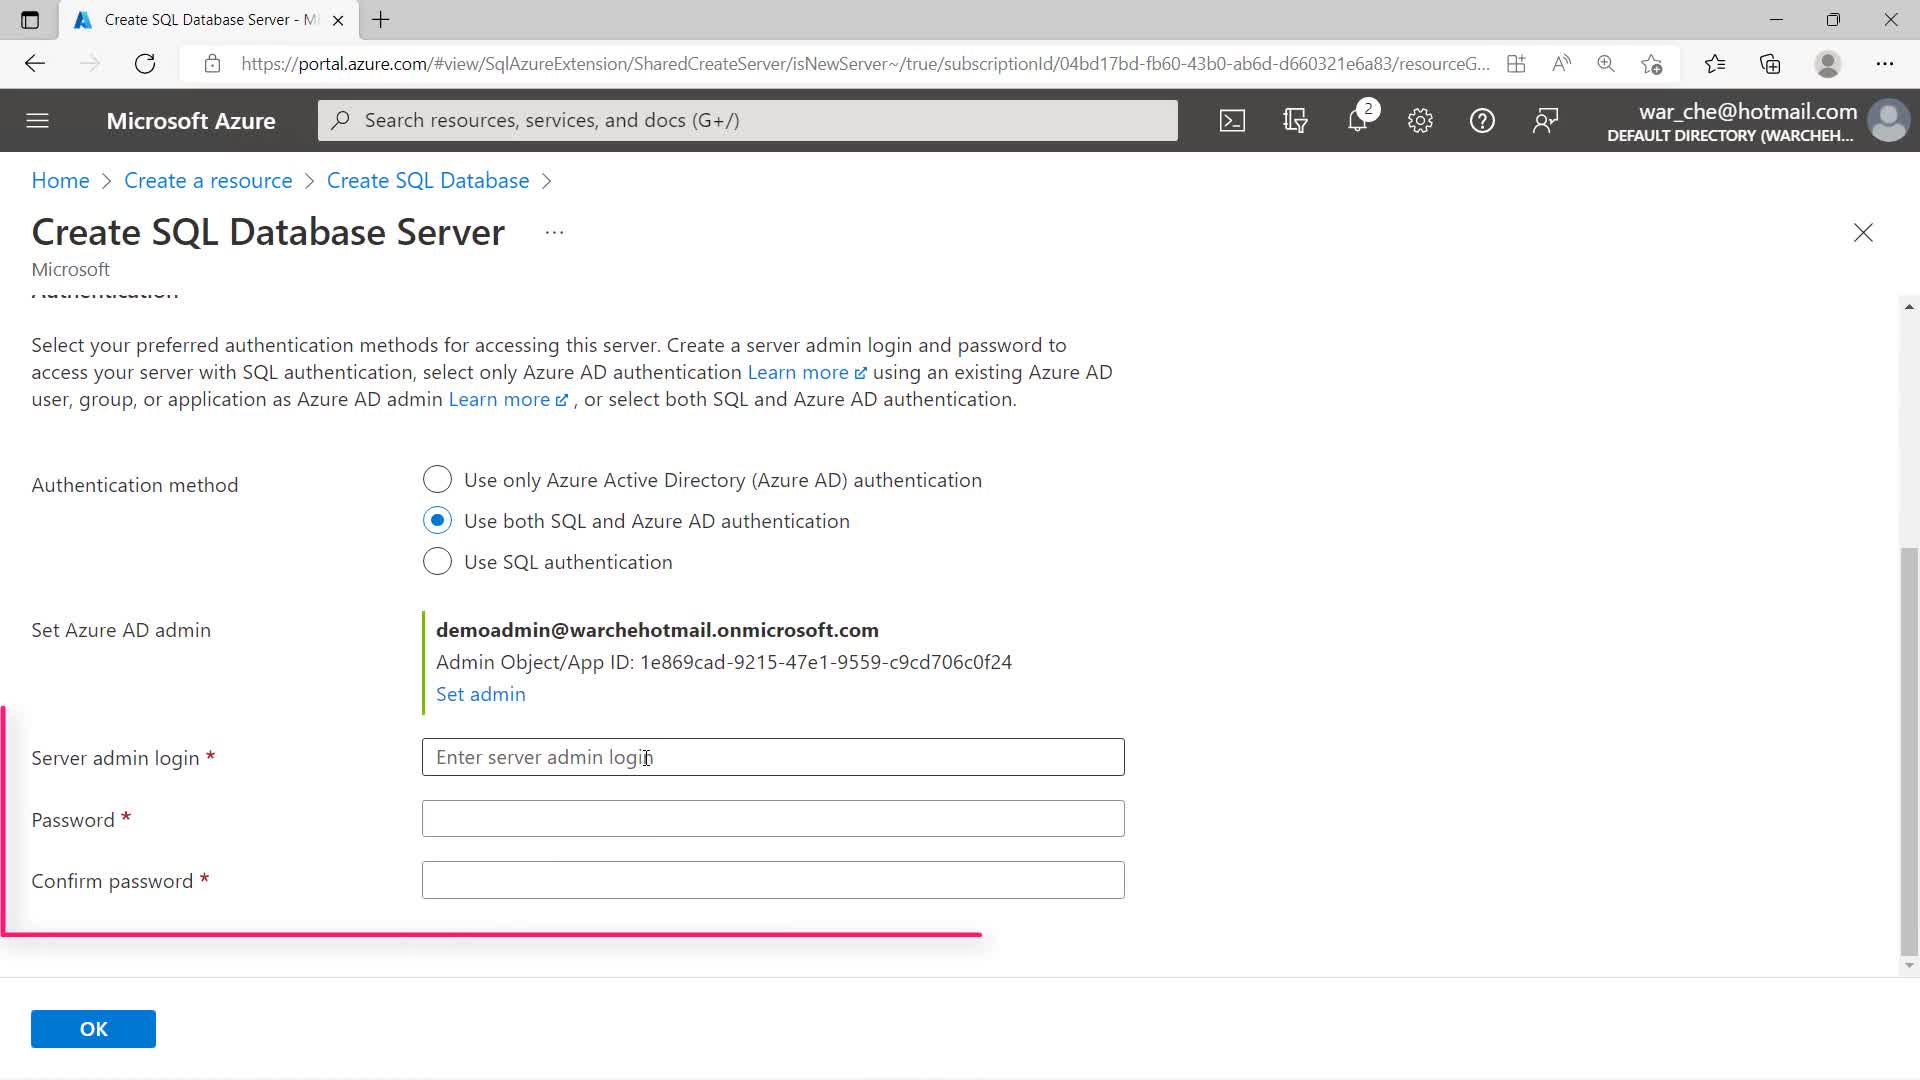 Create SQL Database Server - Mi
https://portal.azure.com/#view/SqlAzureExtension/SharedCreateServer/isNewServer~/true/subscriptionId/04bd17bd-fb60-43b0-ab6d-d660321e6a83/resourceG...
Microsoft Azure
Search resources, services, and docs (G+/)
2
war_che@hotmail.com
DEFAULT DIRECTORY (WARCHEH...
Home > Create a resource > Create SQL Database >
Create SQL Database Server ...
Microsoft
Authentication
Select your preferred authentication methods for accessing this server. Create a server admin login and password to
access your server with SQL authentication, select only Azure AD authentication Learn more using an existing Azure AD
user, group, or application as Azure AD admin Learn more , or select both SQL and Azure AD authentication.
Authentication method
Use only Azure Active Directory (Azure AD) authentication
Use both SQL and Azure AD authentication
Use SQL authentication
Set Azure AD admin
demoadmin@warchehotmail.onmicrosoft.com
Admin Object/App ID: 1e869cad-9215-47e1-9559-c9cd706c0f24
Set admin
Server admin login *
Enter server admin login
Password *
Confirm password *
OK